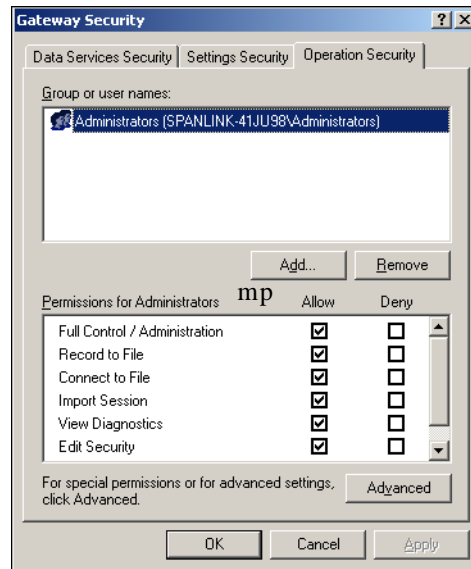 Gateway Security
Data Services Security Settings Security Operation Security
Group or user names:
Administrators (SPANLINK-41JU98\Administrators)
Add... Remove
Permissions for Administrators mp Allow Deny
Full Control / Administration
Record to File
Connect to File
Import Session
View Diagnostics
Edit Security
For special permissions or for advanced settings,
click Advanced. Advanced
OK Cancel Apply